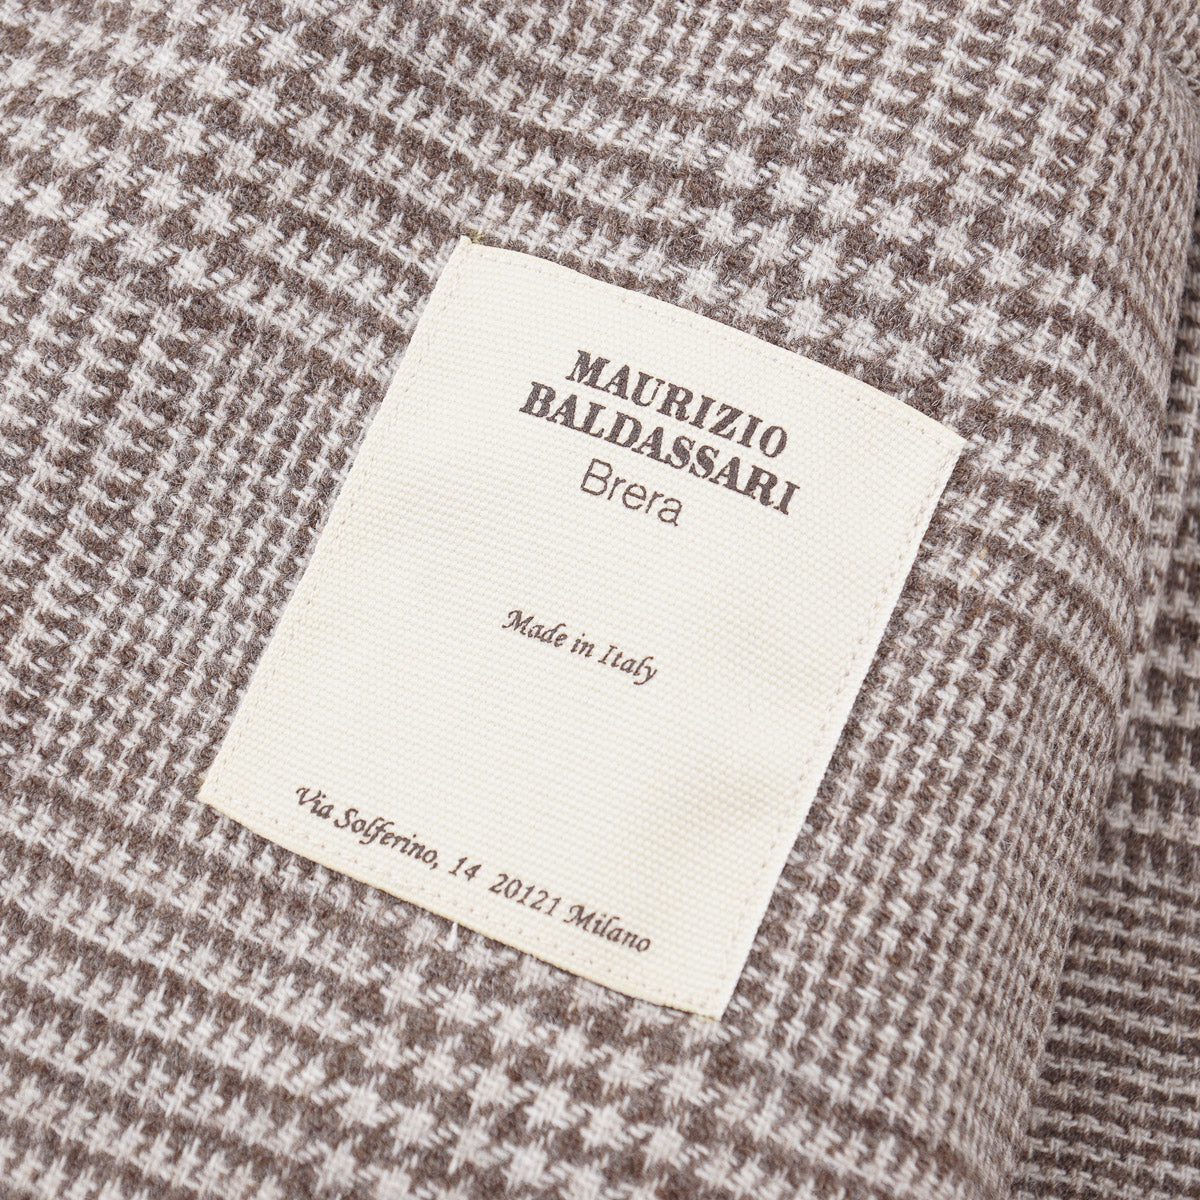 MAURIZIO
BALDASSARI
Brera
Made in Italy
Via Solferino, 14 20121 Milano